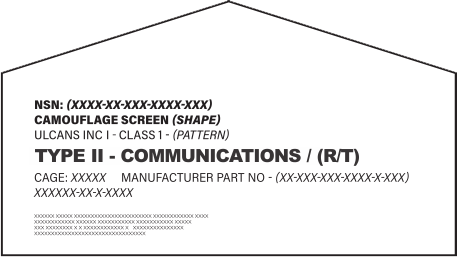 NSN: (XXXX-XX-XXX-XXXX-XXX)
CAMOUFLAGE SCREEN (SHAPE)
ULCANS INC I - CLASS 1 - (PATTERN)
TYPE II - COMMUNICATIONS / (R/T)
CAGE: XXXXX MANUFACTURER PART NO - (XX-XXX-XXX-XXXX-X-XXX)
XXXXXX-XX-X-XXXX